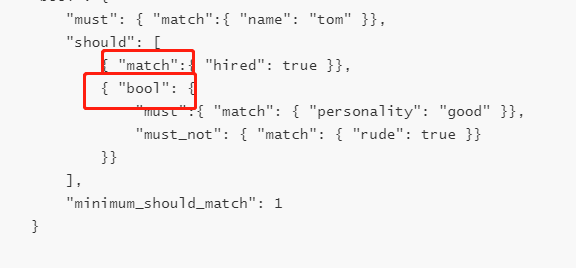 "must": { "match":{ "name": "tom" }},
"should": [
{ "match":{ "hired": true }},
{ "bool": {
"must":{ "match": { "personality": "good" }},
"must_not": { "match": { "rude": true }}
}}
],
"minimum_should_match": 1
}